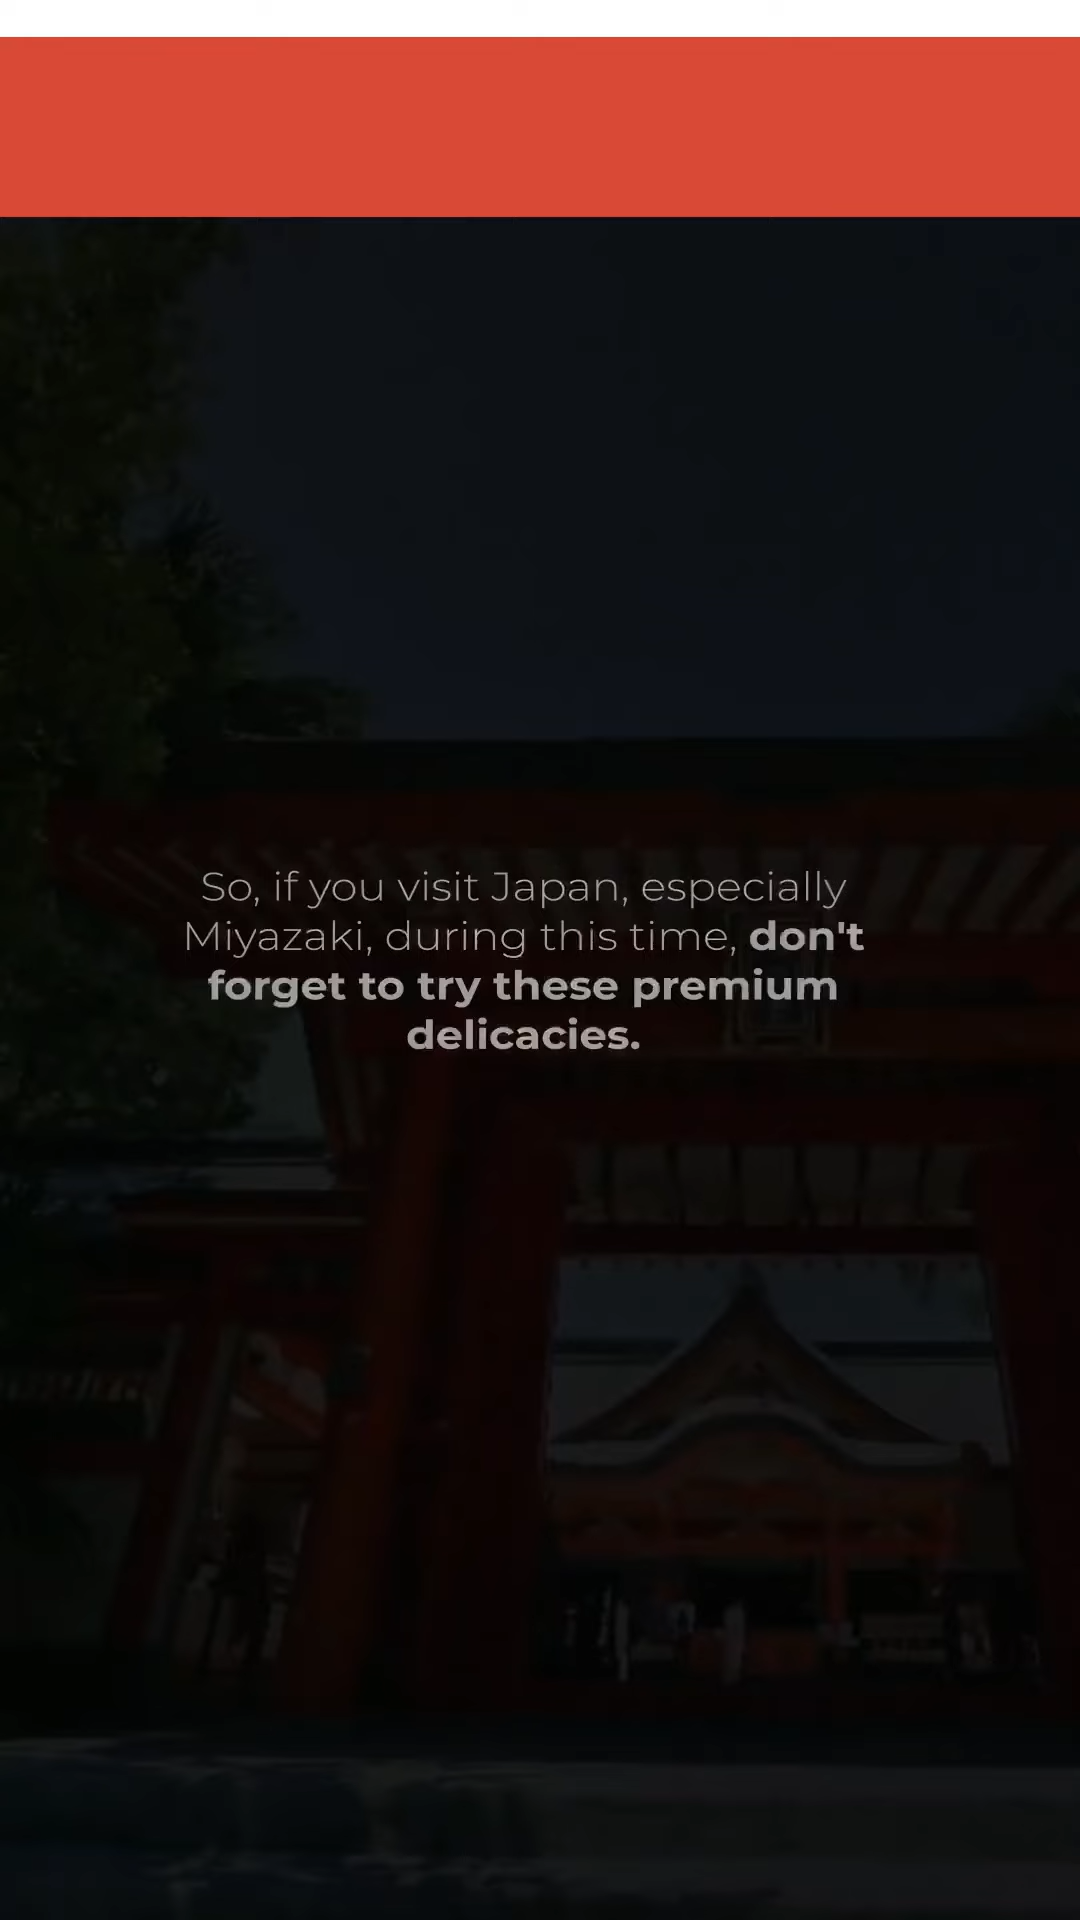 So, if you visit Japan, especially
Miyazaki, during this time, don't
forget to try these premium
delicacies.